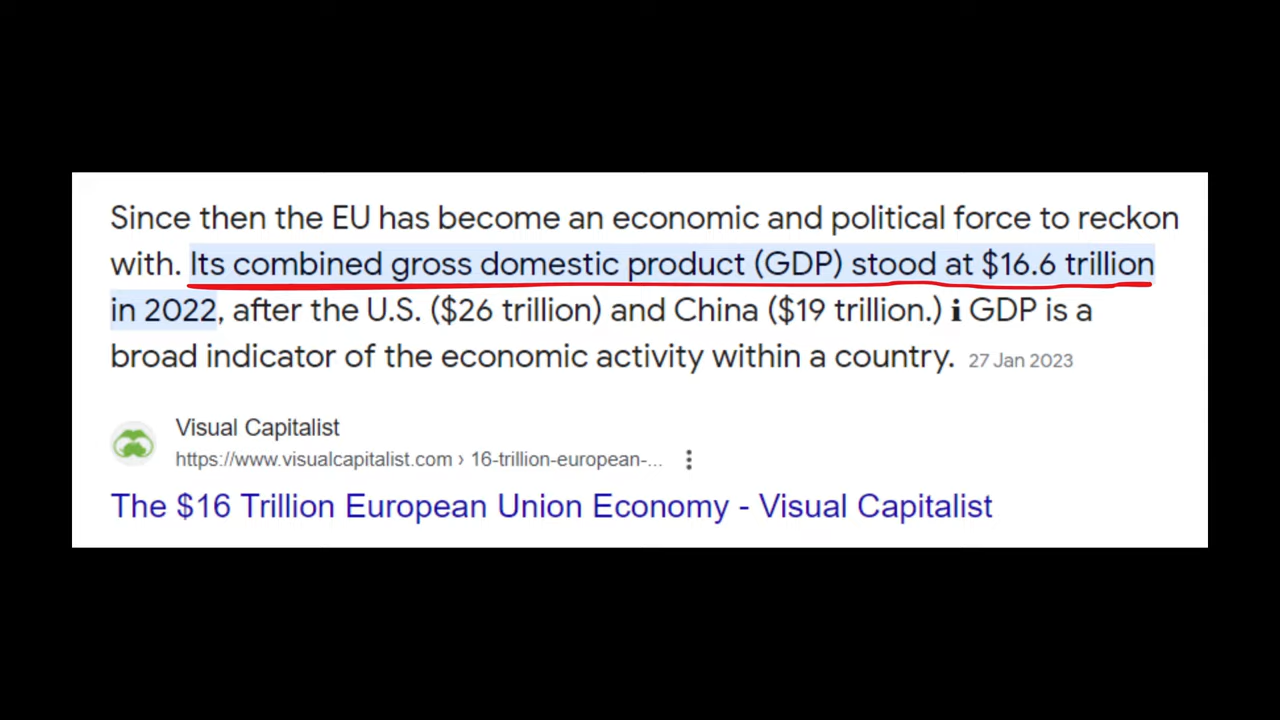 Since then the EU has become an economic and political force to reckon
with. Its combined gross domestic product (GDP) stood at $16.6 trillion
in 2022, after the U.S. ($26 trillion) and China ($19 trillion.) ℹ GDP is a
broad indicator of the economic activity within a country. 27 Jan 2023
Visual Capitalist
https://www.visualcapitalist.com › 16-trillion-european-...
The $16 Trillion European Union Economy - Visual Capitalist